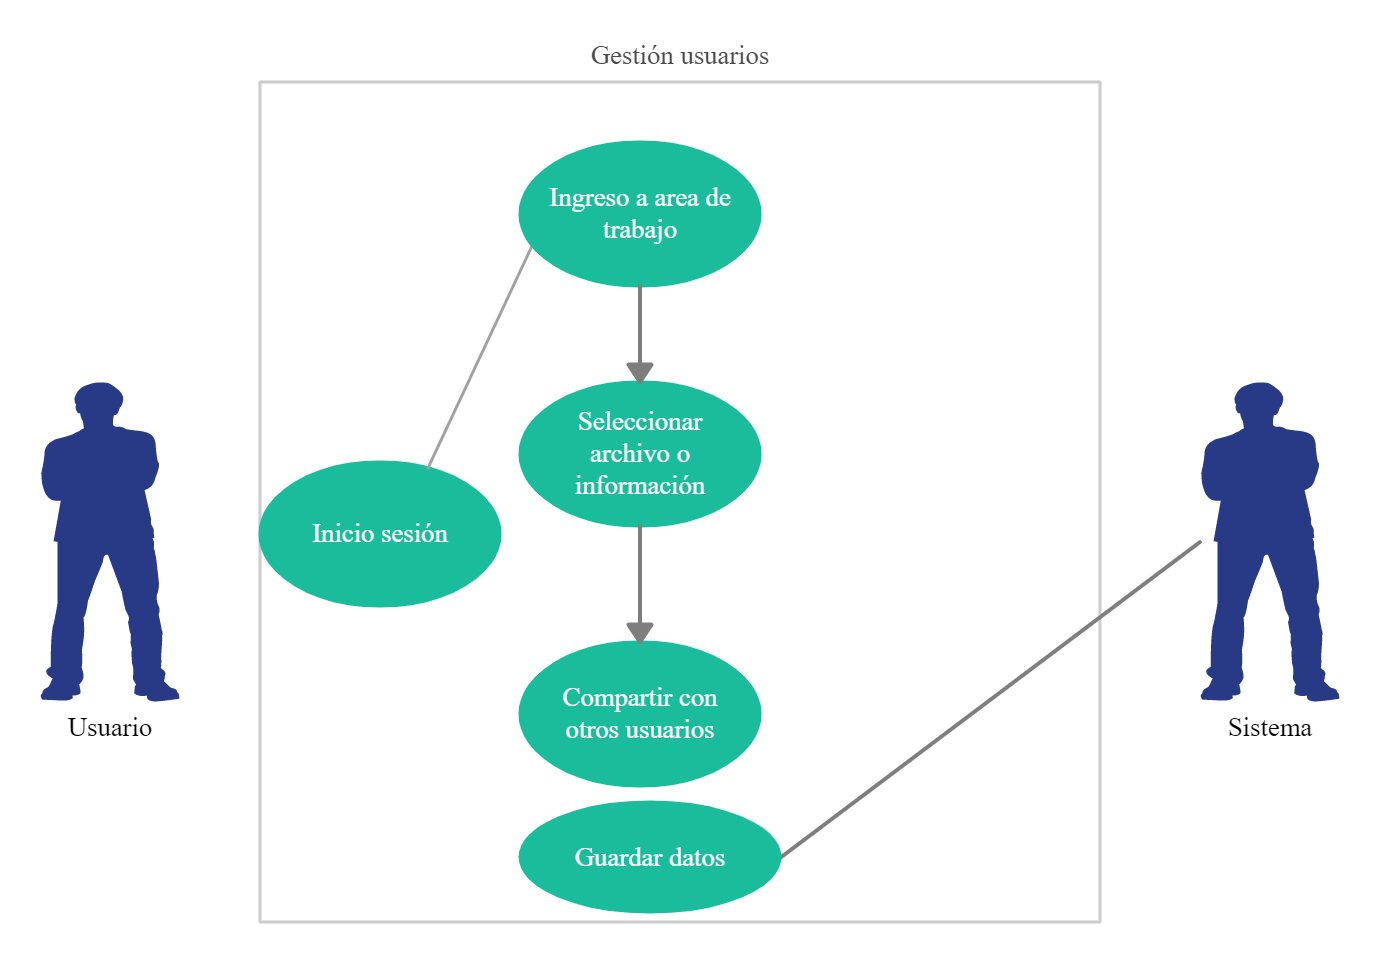 Gestión usuarios
Ingreso a area de
trabajo
Seleccionar
archivo o
información
Inicio sesión
Compartir con
otros usuarios
Usuario
Sistema
Guardar datos